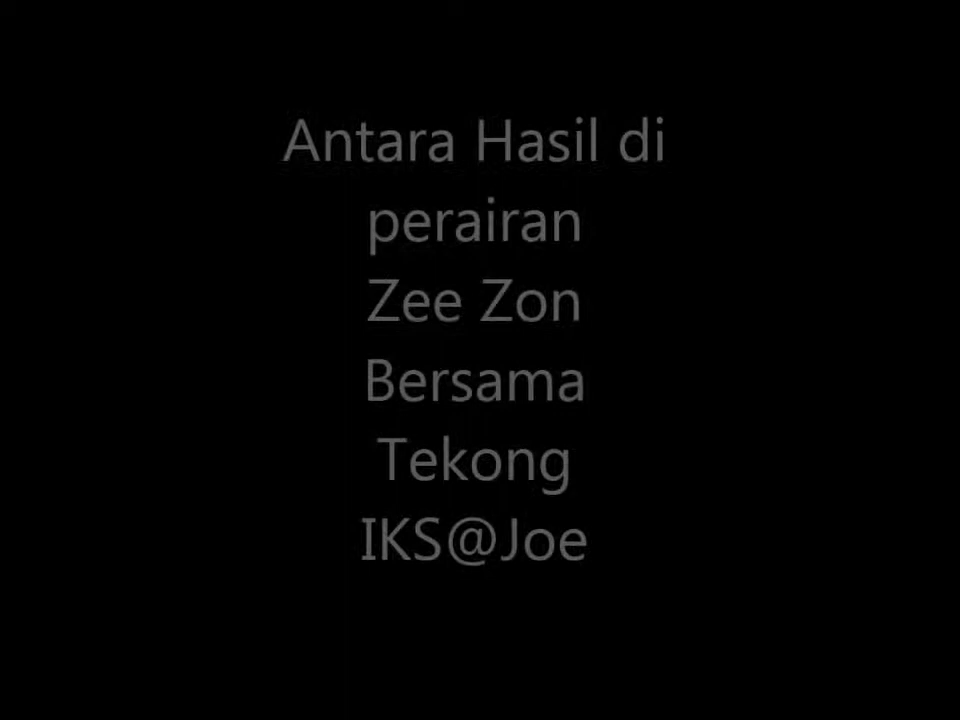 Antara Hasil di
perairan
Zee Zon
Bersama
Tekong
IKS@Joe